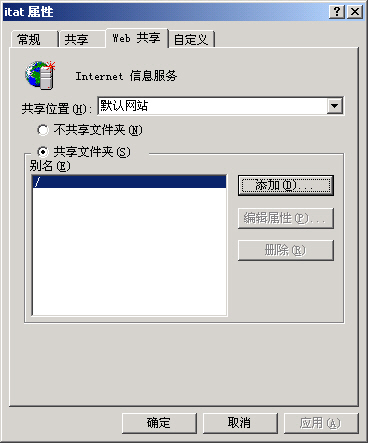 itat 属性
常规 共享 Web 共享 自定义
Internet 信息服务
共享位置(H): 默认网站
不共享文件夹(N)
共享文件夹(S)
别名(E)
/
添加(D)...
编辑属性(P)...
删除(R)
确定 取消 应用(A)